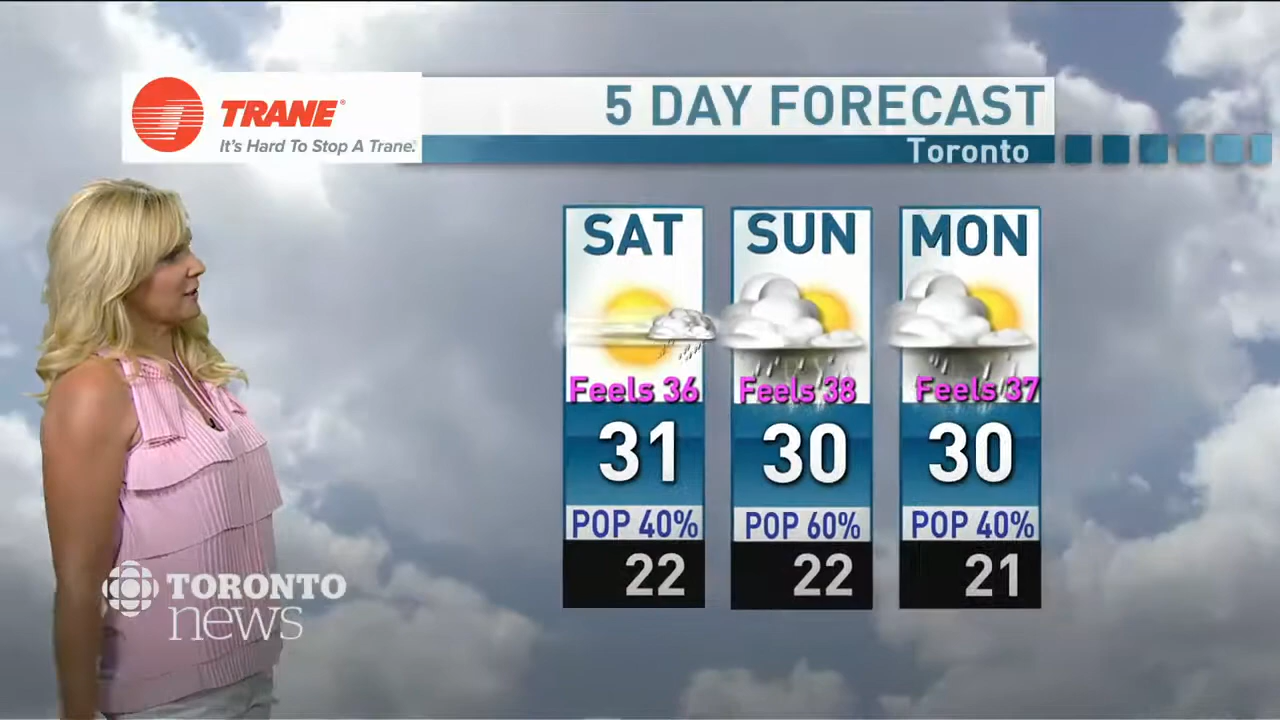 TRANE
It's Hard To Stop A Trane.
5 DAY FORECAST
Toronto
SAT
Feels 36
31
POP 40%
22
SUN
Feels 38
30
POP 60%
22
MON
Feels 37
30
POP 40%
21
TORONTO
news